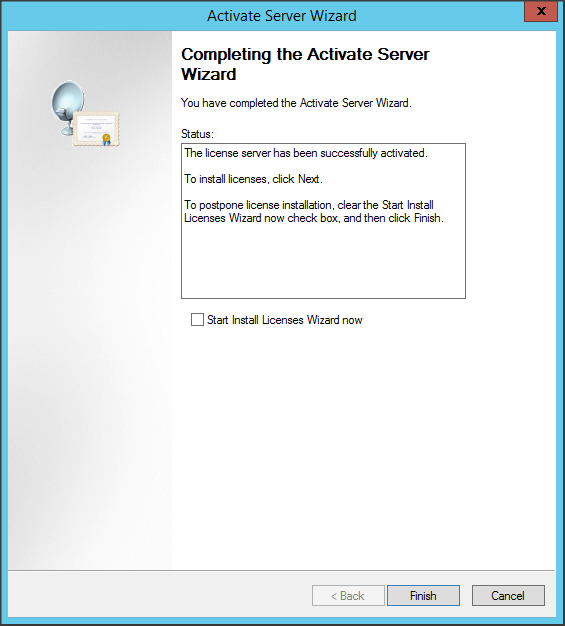 Activate Server Wizard
X
Completing the Activate Server
Wizard
You have completed the Activate Server Wizard.
Status:
The license server has been successfully activated.
To install licenses, click Next.
To postpone license installation, clear the Start Install
Licenses Wizard now check box, and then click Finish.
Start Install Licenses Wizard now
< Back
Finish
Cancel